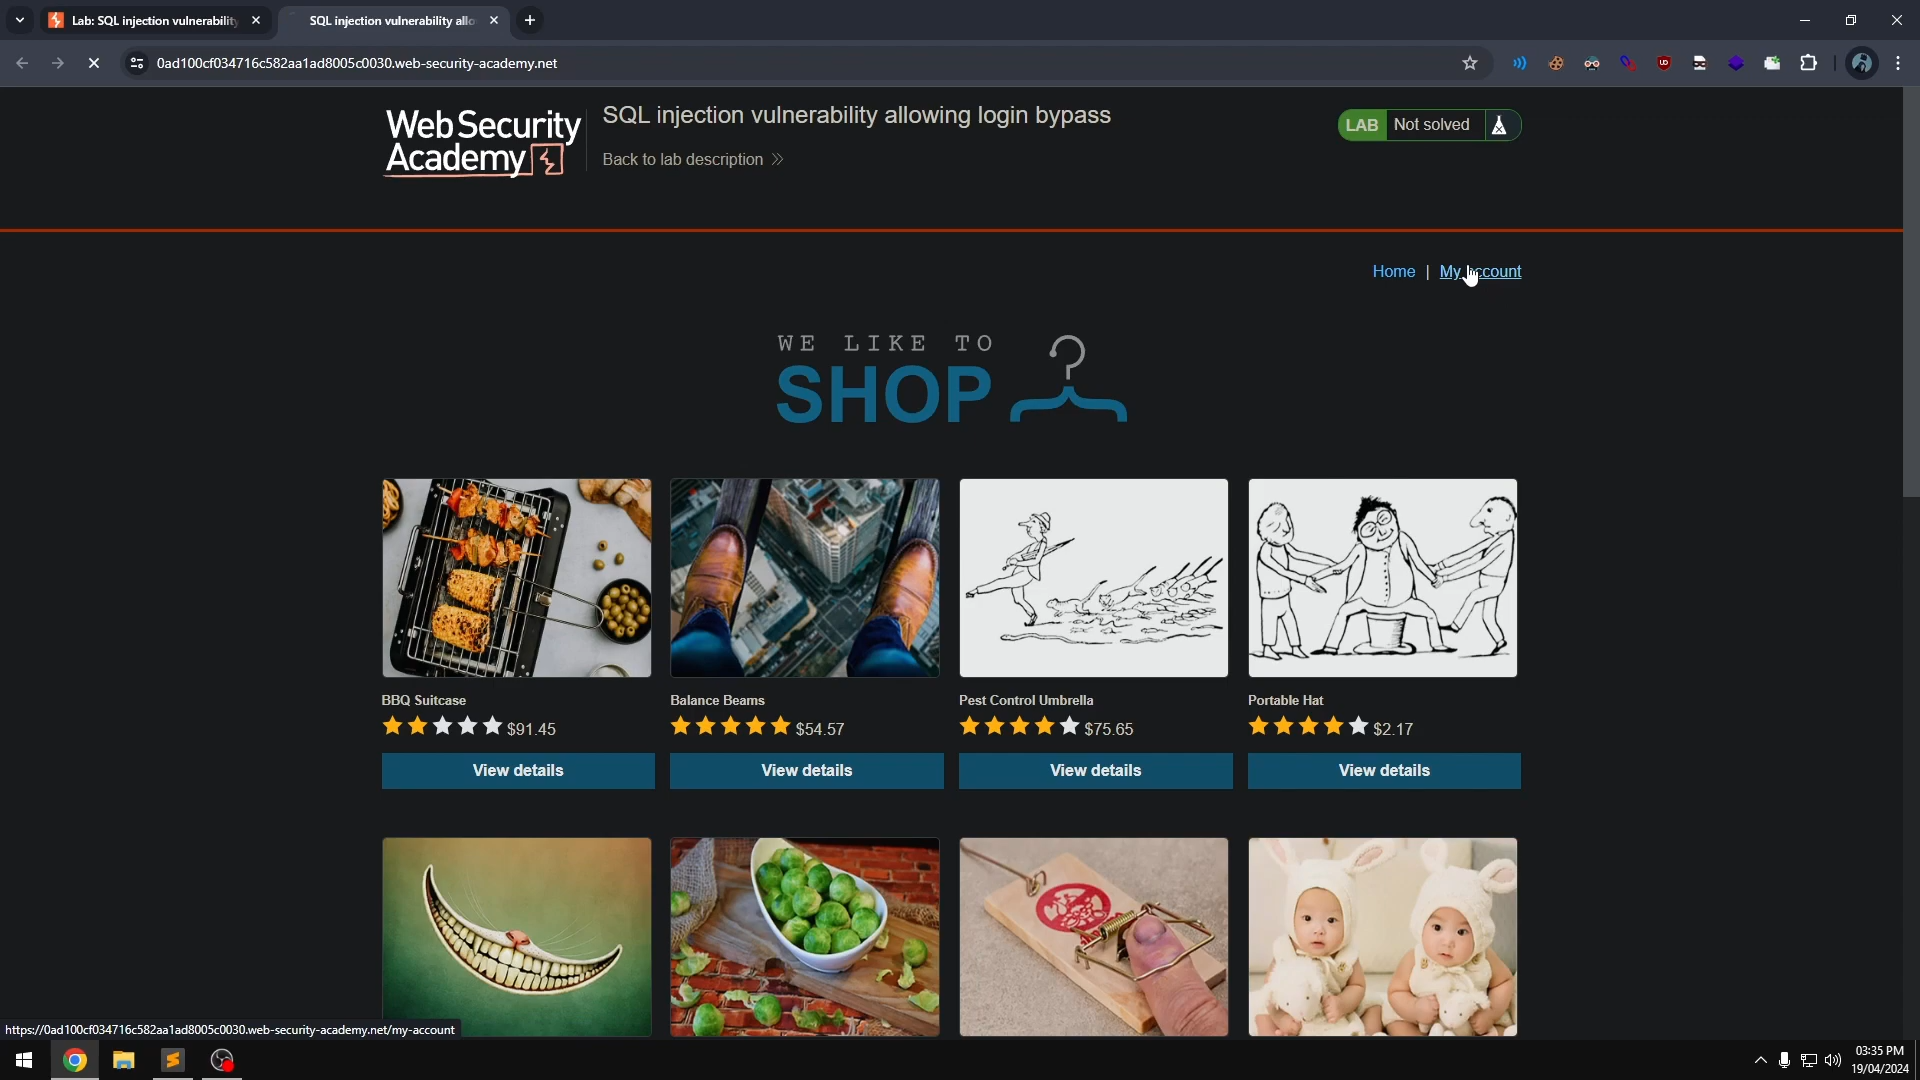 Lab: SQL injection vulnerability
SQL injection vulnerability allo
0ad100cf034716c582aa1ad8005c0030.web-security-academy.net
WebSecurity
Academy
SQL injection vulnerability allowing login bypass
Back to lab description
LAB Not solved
Home | My account
WE LIKE TO
SHOP
BBQ Suitcase
$91.45
View details
Balance Beams
$54.57
View details
Pest Control Umbrella
$75.65
View details
Portable Hat
$2.17
View details
https://0ad100cf034716c582aa1ad8005c0030.web-security-academy.net/my-account
03:35 PM
19/04/2024